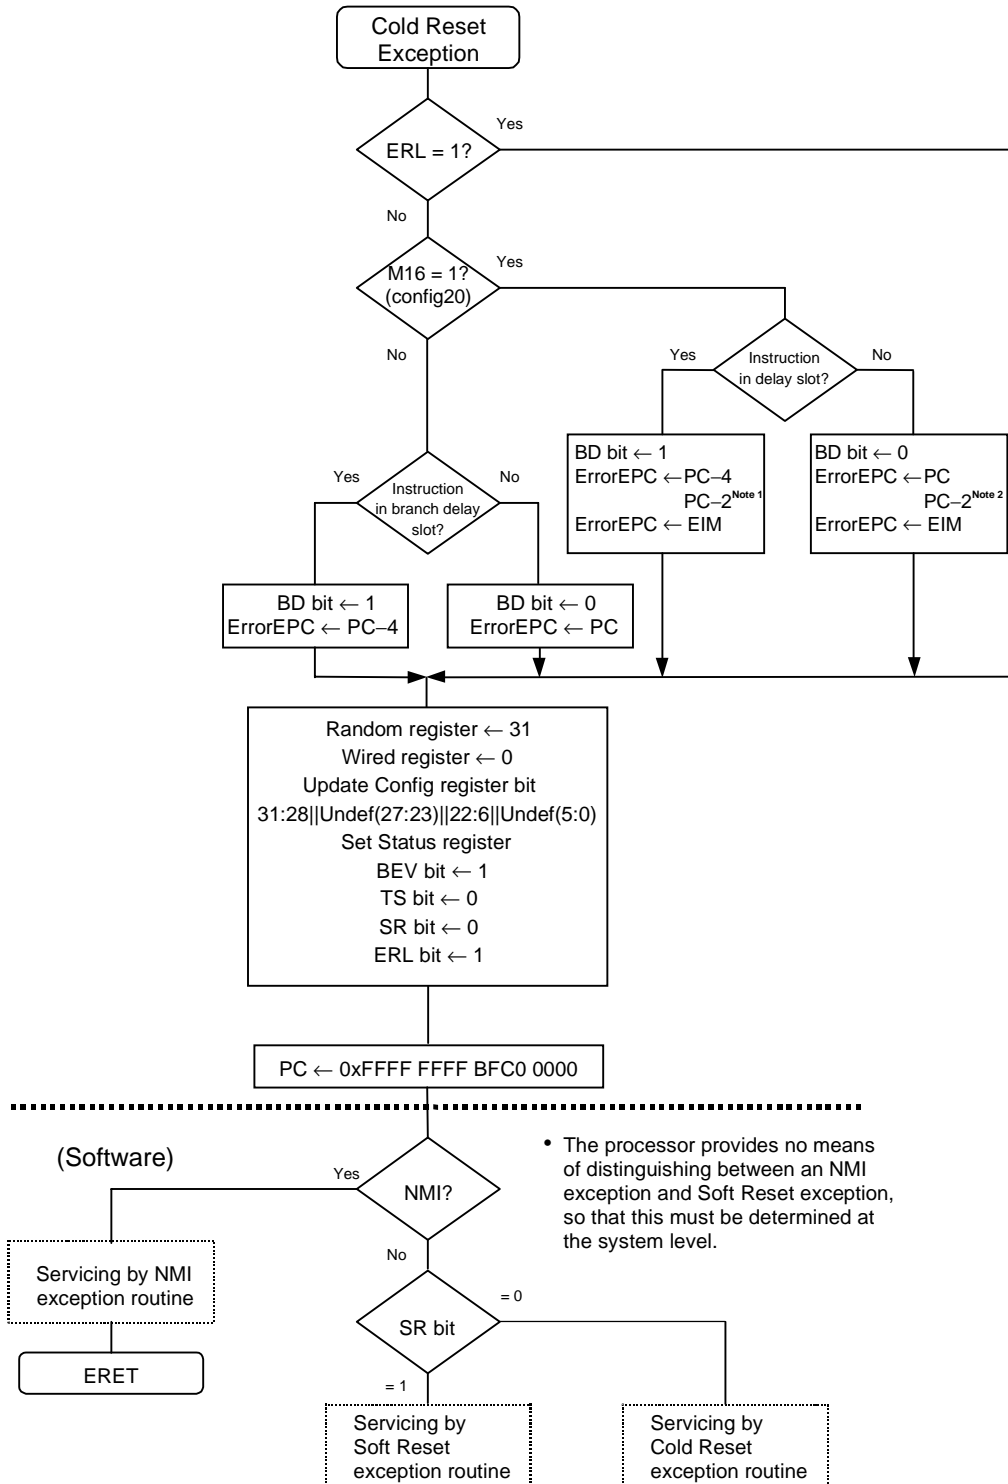 Cold Reset
Exception
Yes
ERL = 1?
No
Yes
M16 = 1?
(config20)
No
Yes
Instruction
in delay slot?
No
BD bit ← 1
ErrorEPC ← PC–4
PC–2Note 1
ErrorEPC ← EIM
BD bit ← 0
ErrorEPC ← PC
PC–2Note 2
ErrorEPC ← EIM
Yes
Instruction
in branch delay
slot?
No
BD bit ← 1
ErrorEPC ← PC–4
BD bit ← 0
ErrorEPC ← PC
Random register ← 31
Wired register ← 0
Update Config register bit
31:28||Undef(27:23)||22:6||Undef(5:0)
Set Status register
BEV bit ← 1
TS bit ← 0
SR bit ← 0
ERL bit ← 1
PC ← 0xFFFF FFFF BFC0 0000
(Software)
Yes
NMI?
No
• The processor provides no means
of distinguishing between an NMI
exception and Soft Reset exception,
so that this must be determined at
the system level.
Servicing by NMI
exception routine
ERET
= 0
SR bit
= 1
Servicing by
Soft Reset
exception routine
Servicing by
Cold Reset
exception routine